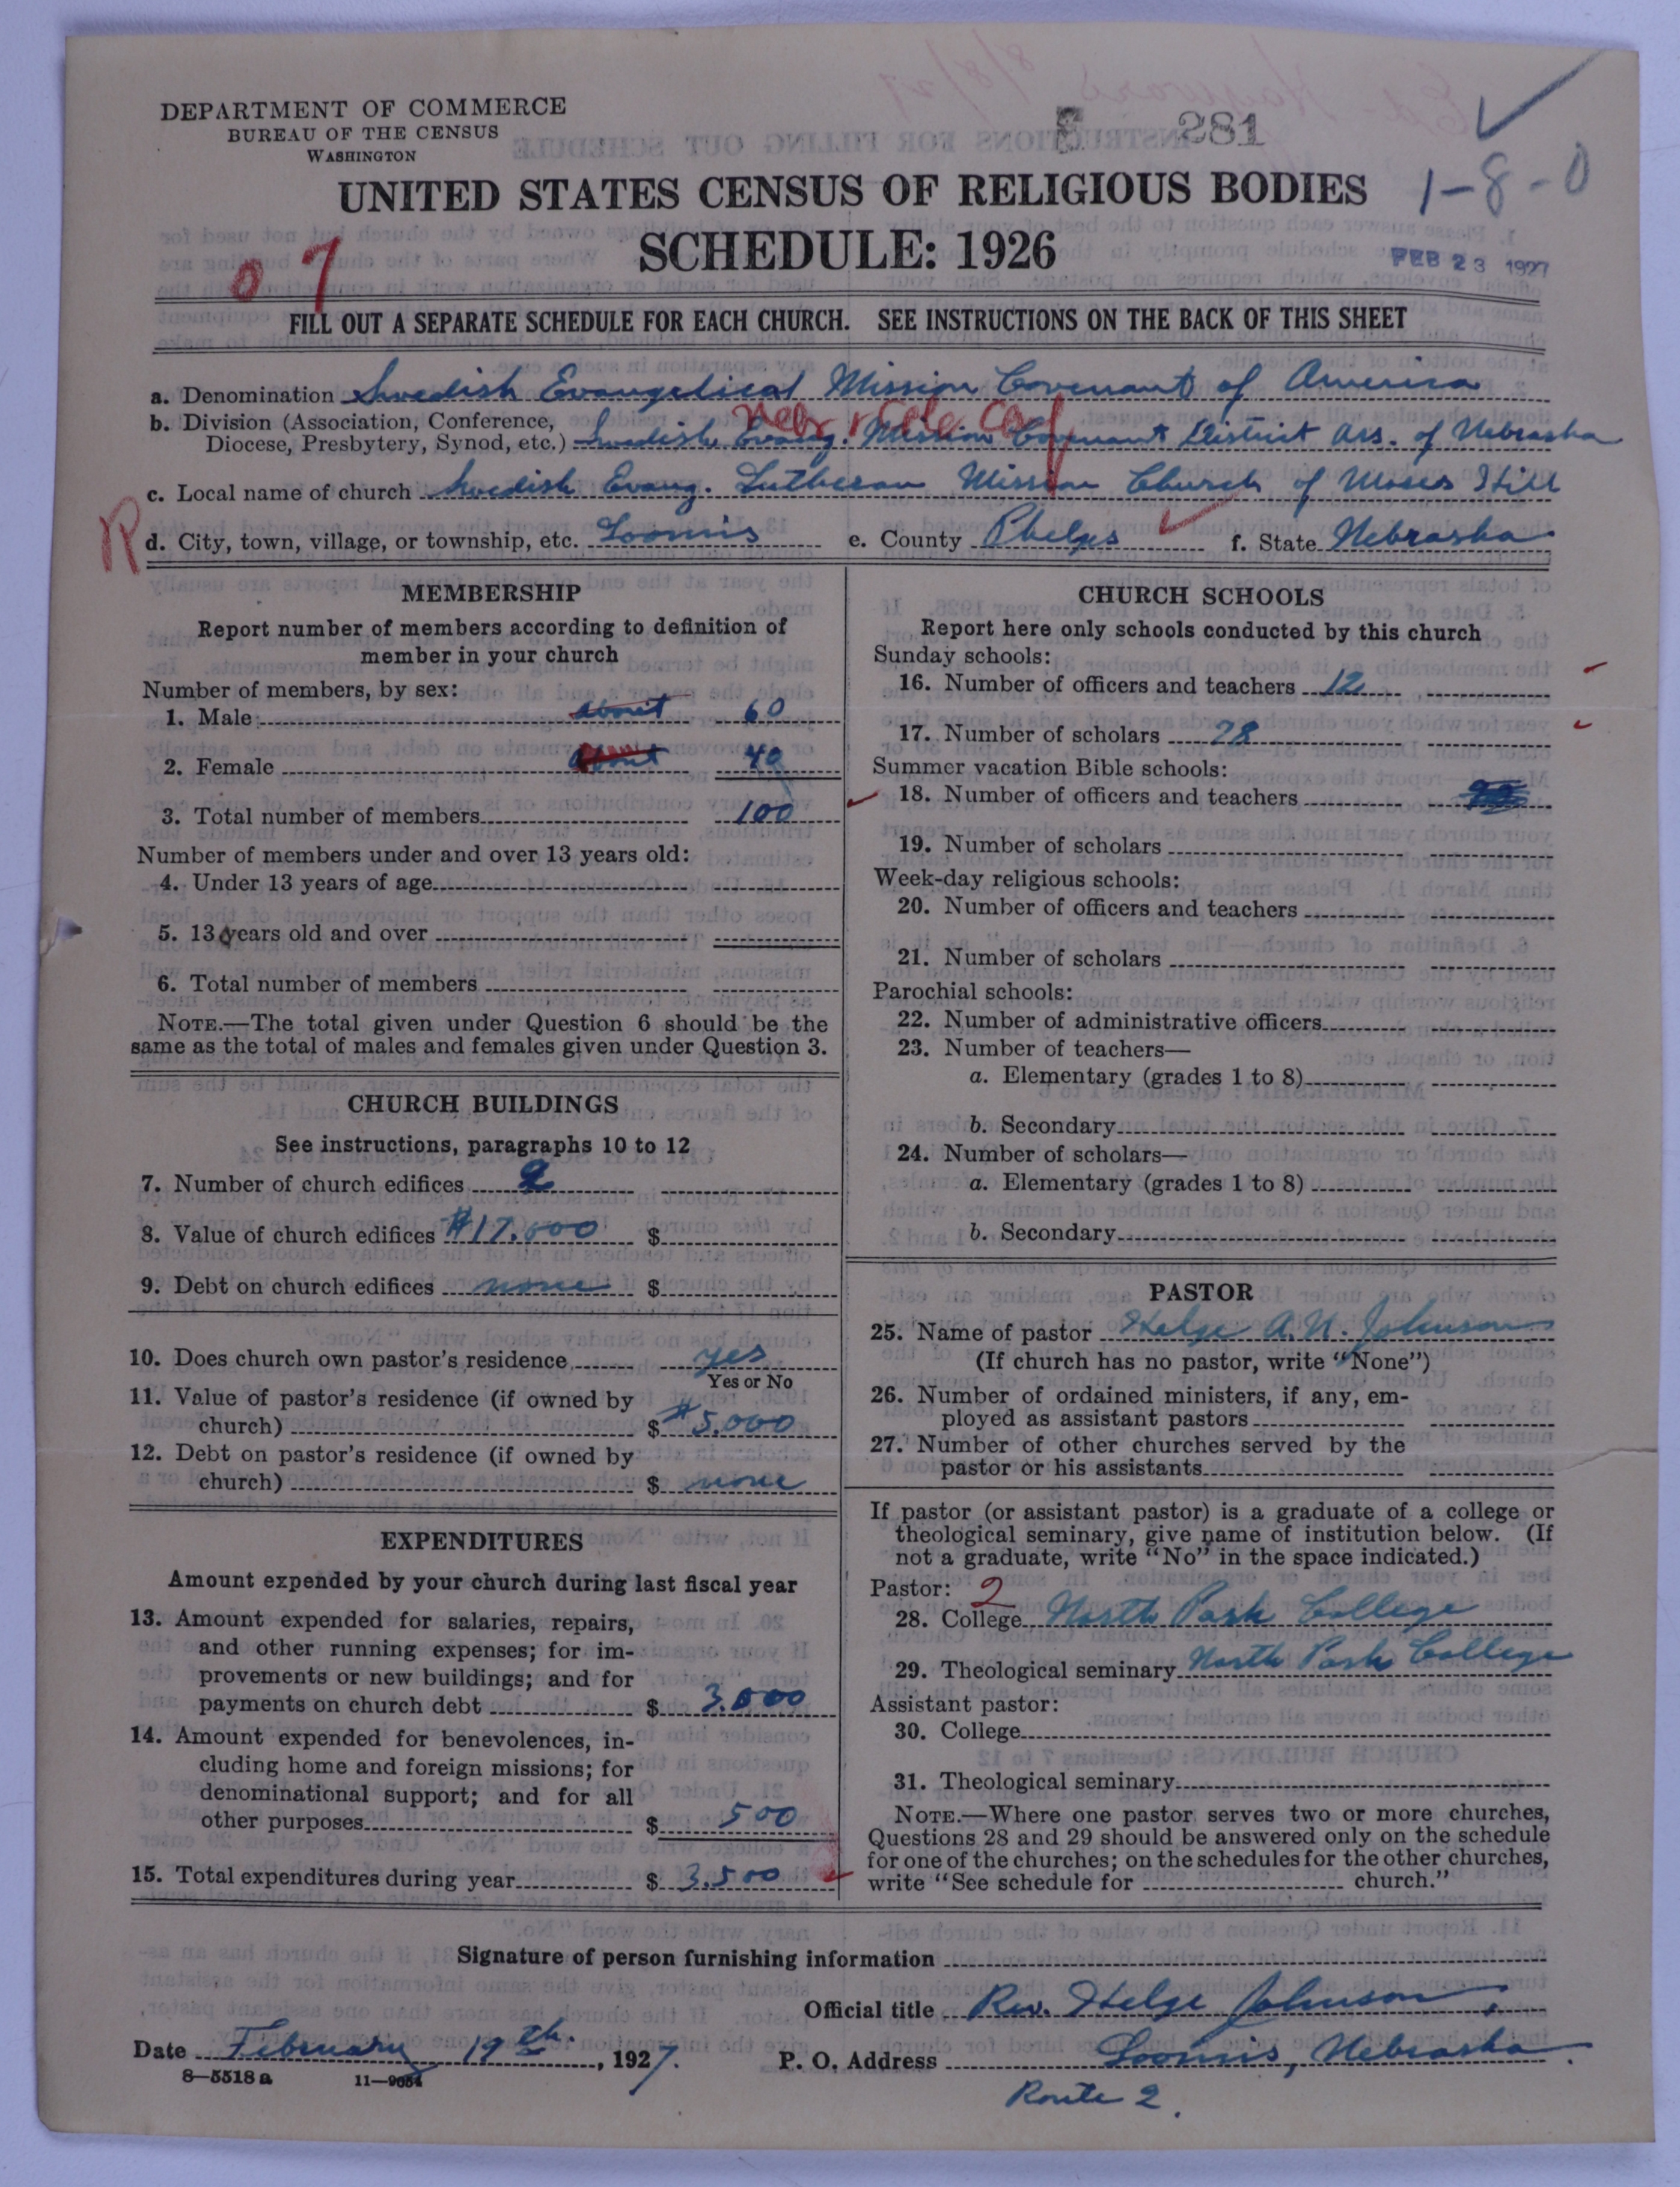 DEPARTMENT OF COMMERCE
BUREAU OF THE CENSUS
WASHINGTON
281
UNITED STATES CENSUS OF RELIGIOUS BODIES
1-8-0
SCHEDULE: 1926
FEB 23 1927
0 7
FILL OUT A SEPARATE SCHEDULE FOR EACH CHURCH. SEE INSTRUCTIONS ON THE BACK OF THIS SHEET
a. Denomination Swedish Evangelical Mission Covenant of America
b. Division (Association, Conference,
Diocese, Presbytery, Synod, etc.) Swedish Evang. Mission Covenant District Ass. of Nebraska
c. Local name of church Swedish Evang. Lutheran Mission Church of Moses Hill
R
d. City, town, village, or township, etc. Loomis e. County Phelps f. State Nebraska
MEMBERSHIP
Report number of members according to definition of
member in your church
Number of members, by sex:
1. Male about 60
2. Female about 40
3. Total number of members 100
Number of members under and over 13 years old:
4. Under 13 years of age
5. 13 years old and over
6. Total number of members
NOTE.—The total given under Question 6 should be the
same as the total of males and females given under Question 3.
CHURCH BUILDINGS
See instructions, paragraphs 10 to 12
7. Number of church edifices 2
8. Value of church edifices #17.000 $
9. Debt on church edifices none $
10. Does church own pastor's residence yes
Yes or No
11. Value of pastor's residence (if owned by
church) $ #5.000
12. Debt on pastor's residence (if owned by
church) $ none
EXPENDITURES
Amount expended by your church during last fiscal year
13. Amount expended for salaries, repairs,
and other running expenses; for im-
provements or new buildings; and for
payments on church debt $ 3.000
14. Amount expended for benevolences, in-
cluding home and foreign missions; for
denominational support; and for all
other purposes $ 500
15. Total expenditures during year $ 3.500
CHURCH SCHOOLS
Report here only schools conducted by this church
Sunday schools:
16. Number of officers and teachers 12
17. Number of scholars 78
Summer vacation Bible schools:
18. Number of officers and teachers
19. Number of scholars
Week-day religious schools:
20. Number of officers and teachers
21. Number of scholars
Parochial schools:
22. Number of administrative officers
23. Number of teachers—
a. Elementary (grades 1 to 8)
b. Secondary
24. Number of scholars—
a. Elementary (grades 1 to 8)
b. Secondary
PASTOR
25. Name of pastor Helge A. N. Johnson
(If church has no pastor, write "None")
26. Number of ordained ministers, if any, em-
ployed as assistant pastors
27. Number of other churches served by the
pastor or his assistants
If pastor (or assistant pastor) is a graduate of a college or
theological seminary, give name of institution below. (If
not a graduate, write "No" in the space indicated.)
Pastor: 2
28. College North Park College
29. Theological seminary North Park College
Assistant pastor:
30. College
31. Theological seminary
NOTE.—Where one pastor serves two or more churches,
Questions 28 and 29 should be answered only on the schedule
for one of the churches; on the schedules for the other churches,
write "See schedule for church."
Signature of person furnishing information
Official title Rev. Helge Johnson,
Date February 19th., 1927. P. O. Address Loomis, Nebraska.
8—5518 a 11—9054
Route 2.